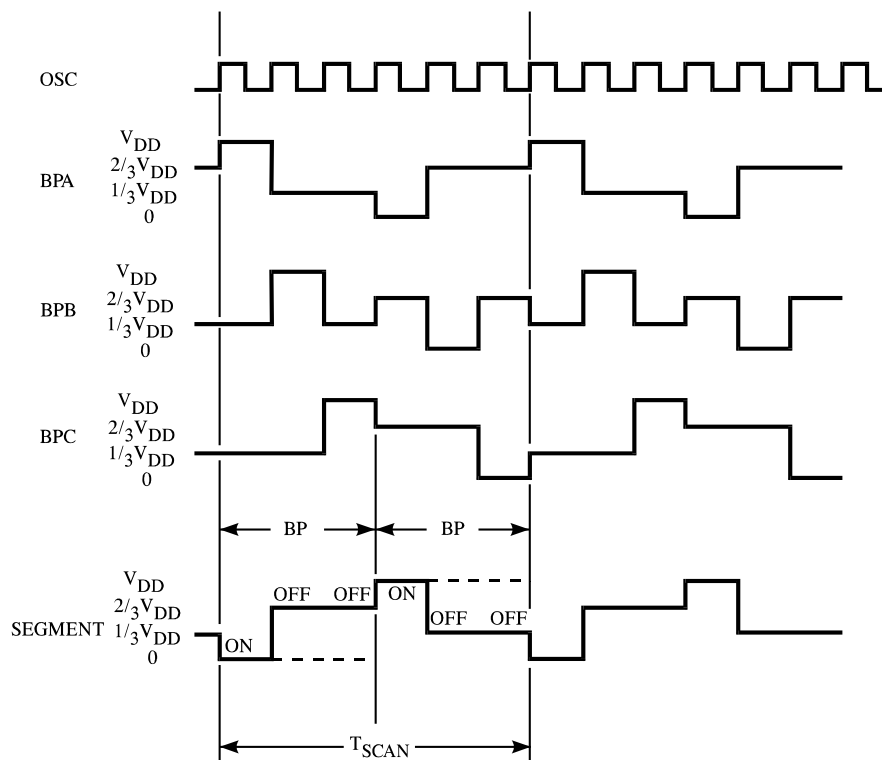 OSC
V_DD
2/3V_DD
BPA
1/3V_DD
0
V_DD
2/3V_DD
BPB
1/3V_DD
0
V_DD
2/3V_DD
BPC
1/3V_DD
0
BP BP
V_DD
OFF OFF ON
2/3V_DD
SEGMENT 1/3V_DD
OFF OFF
ON
0
T_SCAN